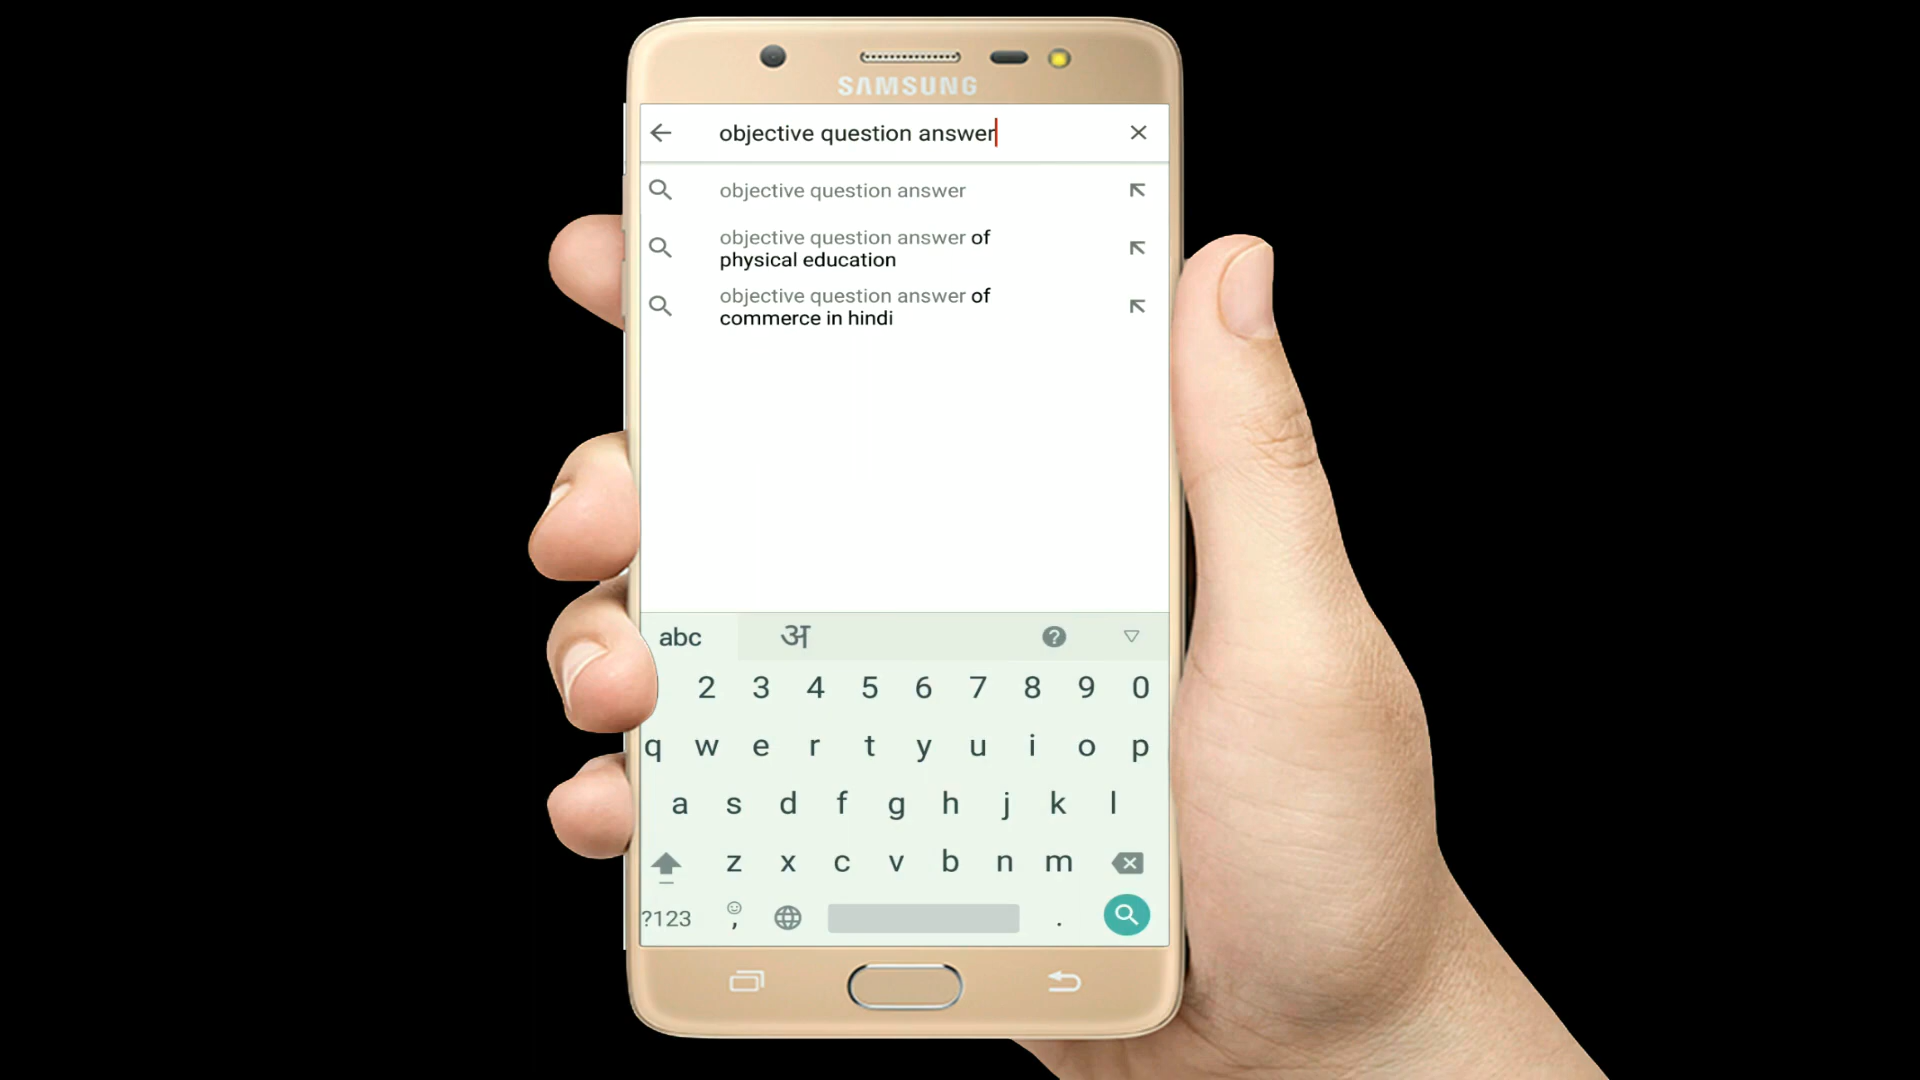 SAMSUNG
objective question answer
objective question answer
objective question answer of
physical education
objective question answer of
commerce in hindi
abc अ ?
2 3 4 5 6 7 8 9 0
q w e r t y u i o p
a s d f g h j k l
z x c v b n m
?123 , .